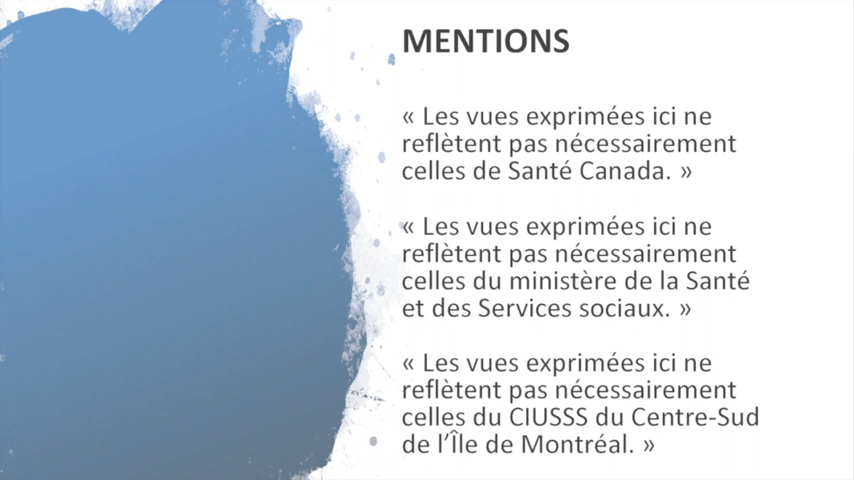 MENTIONS
« Les vues exprimées ici ne
reflètent pas nécessairement
celles de Santé Canada. »
« Les vues exprimées ici ne
reflètent pas nécessairement
celles du ministère de la Santé
et des Services sociaux. »
« Les vues exprimées ici ne
reflètent pas nécessairement
celles du CIUSSS du Centre-Sud
de l’Île de Montréal. »